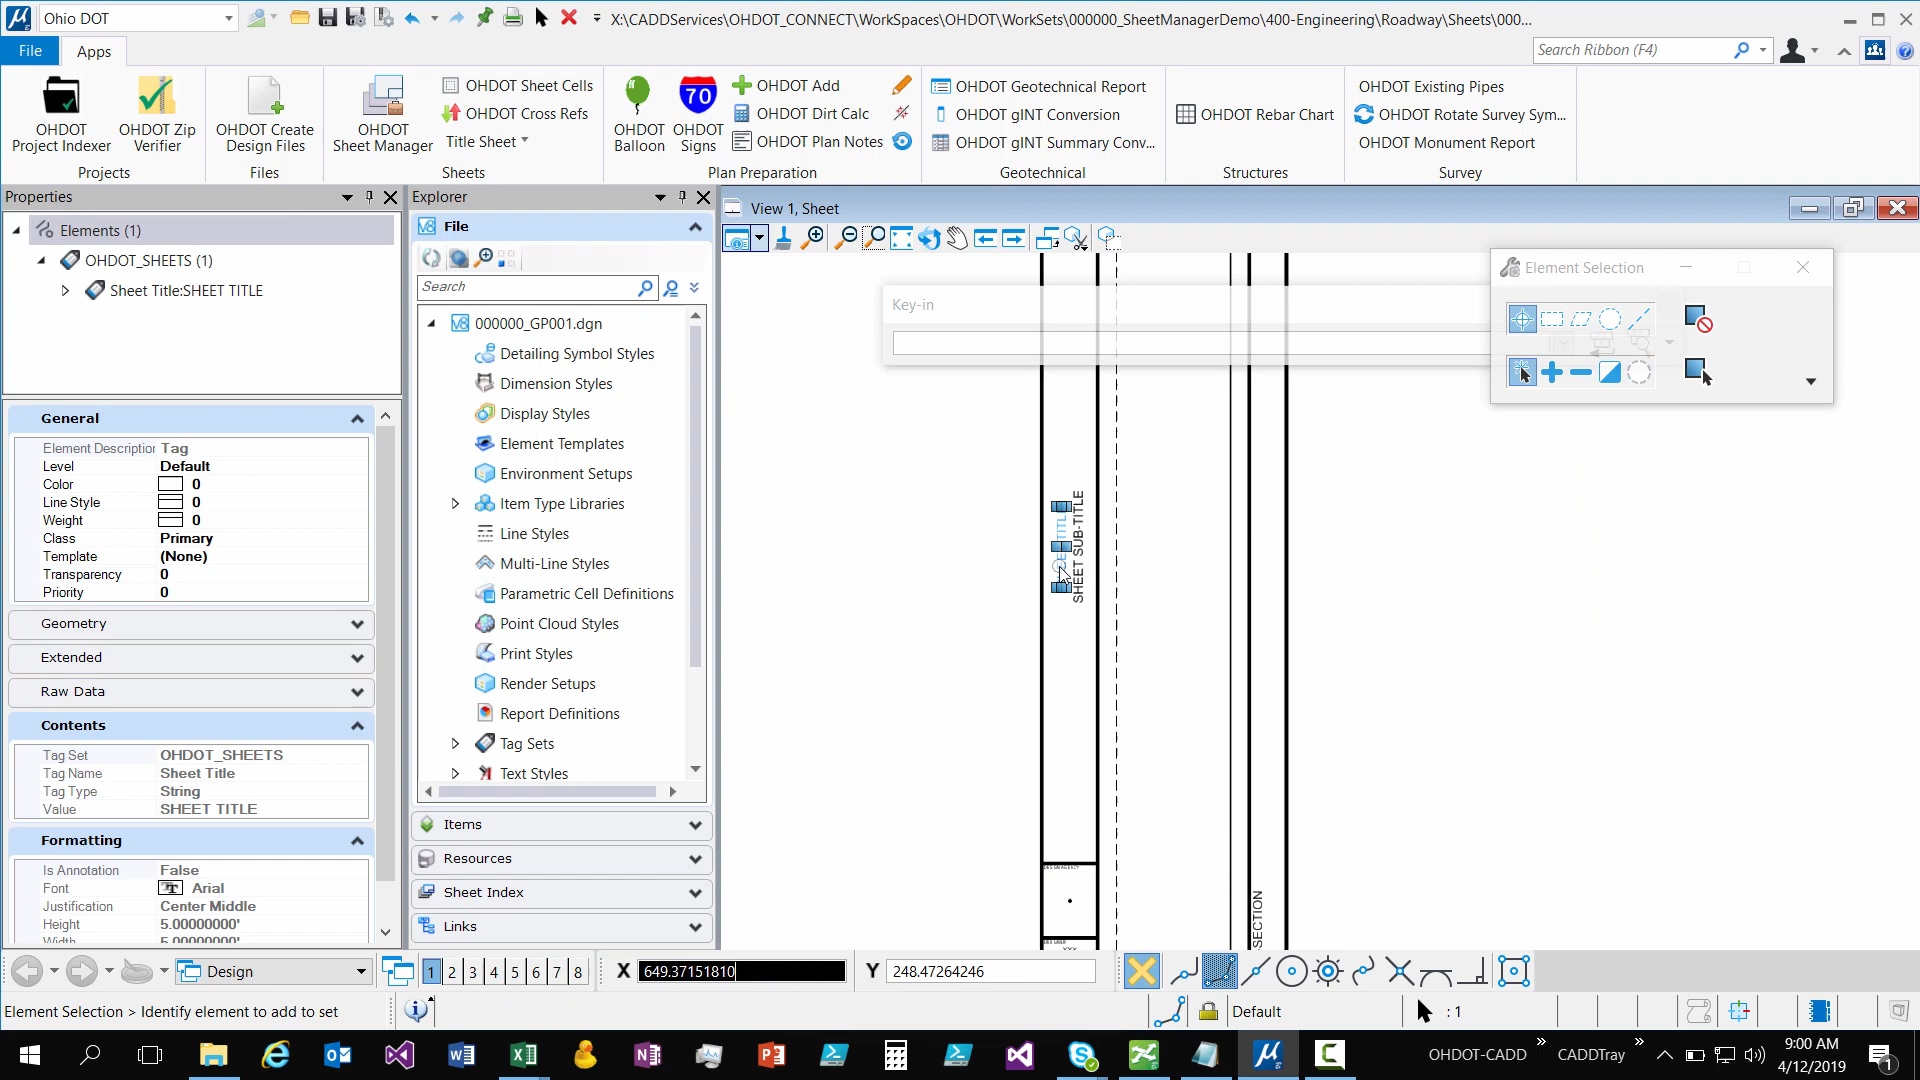 Ohio DOT
X:\CADDServices\OHDOT_CONNECT\WorkSpaces\OHDOT\WorkSets\000000_SheetManagerDemo\400-Engineering\Roadway\Sheets\000...
File
Apps
Search Ribbon (F4)
OHDOT Project Indexer
OHDOT Zip Verifier
Projects
OHDOT Create Design Files
Files
OHDOT Sheet Manager
OHDOT Sheet Cells
OHDOT Cross Refs
Title Sheet
Sheets
OHDOT Balloon
70
OHDOT Signs
OHDOT Add
OHDOT Dirt Calc
OHDOT Plan Notes
Plan Preparation
OHDOT Geotechnical Report
OHDOT gINT Conversion
OHDOT gINT Summary Conv...
Geotechnical
OHDOT Rebar Chart
Structures
OHDOT Existing Pipes
OHDOT Rotate Survey Sym...
OHDOT Monument Report
Survey
Properties
Elements (1)
OHDOT_SHEETS (1)
Sheet Title:SHEET TITLE
General
Element Description Tag
Level Default
Color 0
Line Style 0
Weight 0
Class Primary
Template (None)
Transparency 0
Priority 0
Geometry
Extended
Raw Data
Contents
Tag Set OHDOT_SHEETS
Tag Name Sheet Title
Tag Type String
Value SHEET TITLE
Formatting
Is Annotation False
Font Arial
Justification Center Middle
Height 5.00000000'
Width 5.00000000'
Explorer
File
Search
000000_GP001.dgn
Detailing Symbol Styles
Dimension Styles
Display Styles
Element Templates
Environment Setups
Item Type Libraries
Line Styles
Multi-Line Styles
Parametric Cell Definitions
Point Cloud Styles
Print Styles
Render Setups
Report Definitions
Tag Sets
Text Styles
Items
Resources
Sheet Index
Links
View 1, Sheet
Key-in
Element Selection
SHEET SUB-TITLE
SECTION
Design
1 2 3 4 5 6 7 8
X 649.37151810
Y 248.47264246
Element Selection > Identify element to add to set
Default
: 1
OHDOT-CADD
CADDTray
9:00 AM
4/12/2019
1